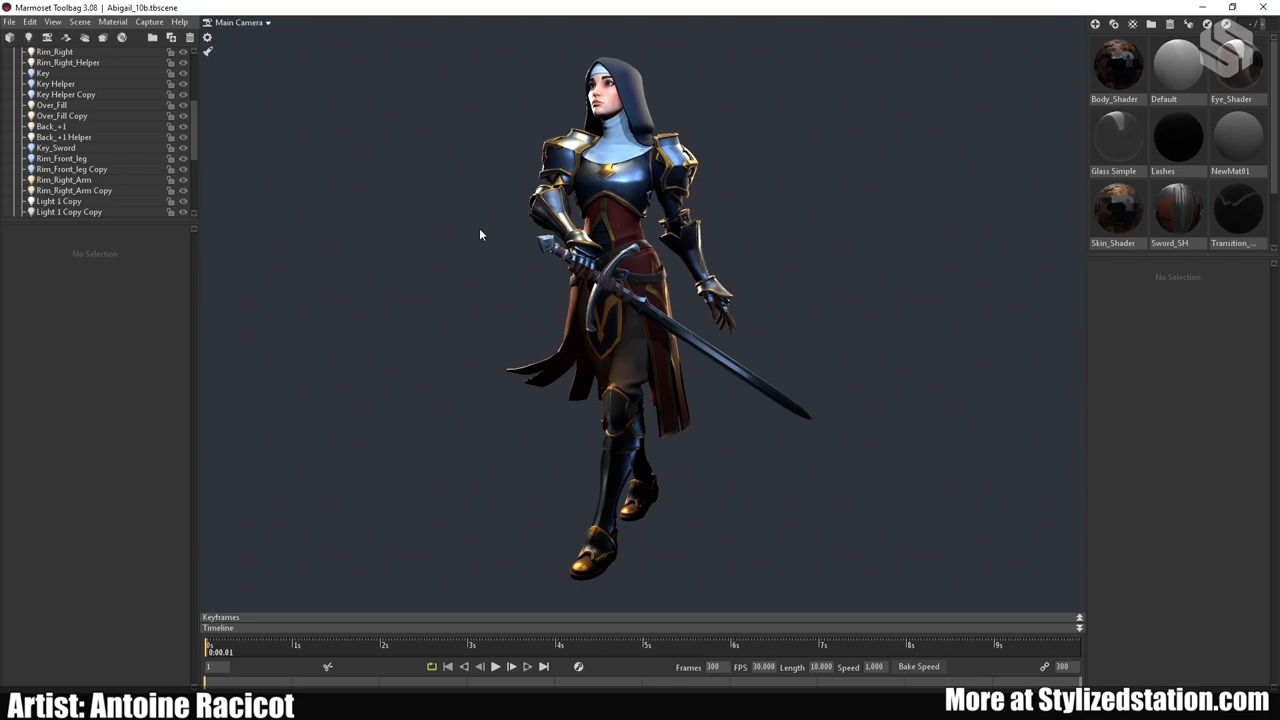 Marmoset Toolbag 3.08 | Abigail_10b.tbscene
File Edit View Scene Material Capture Help
Main Camera
Rim_Right
Rim_Right_Helper
Key
Key Helper
Key Helper Copy
Over_Fill
Over_Fill Copy
Back_+1
Back_+1 Helper
Key_Sword
Rim_Front_leg
Rim_Front_leg Copy
Rim_Right_Arm
Rim_Right_Arm Copy
Light 1 Copy
Light 1 Copy Copy
No Selection
Body_Shader Default Eye_Shader
Glass Simple Lashes NewMat01
Skin_Shader Sword_SH Transition_...
No Selection
Keyframes
Timeline
0s 1s 2s 3s 4s 5s 6s 7s 8s 9s
0:00.01
1 Frames 300 FPS 30.000 Length 10.000 Speed 1.000 Bake Speed 300
Artist: Antoine Racicot
More at Stylizedstation.com